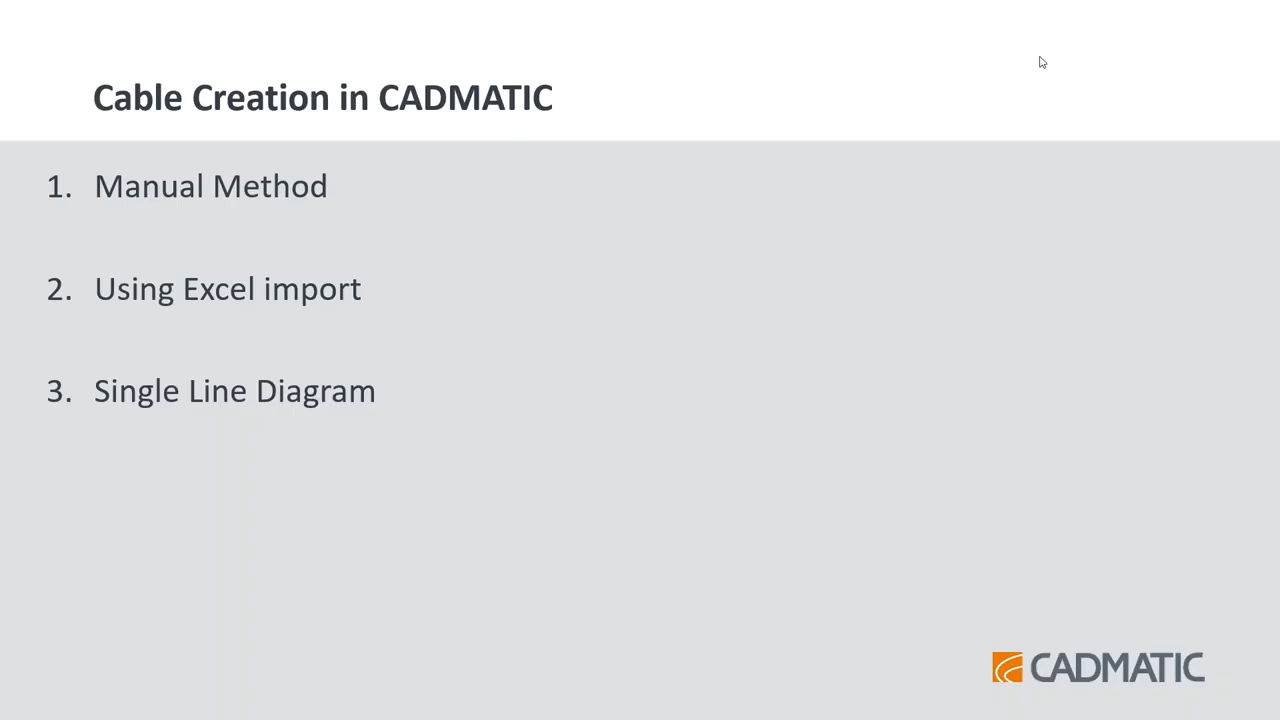 Cable Creation in CADMATIC
1. Manual Method
2. Using Excel import
3. Single Line Diagram
CADMATIC